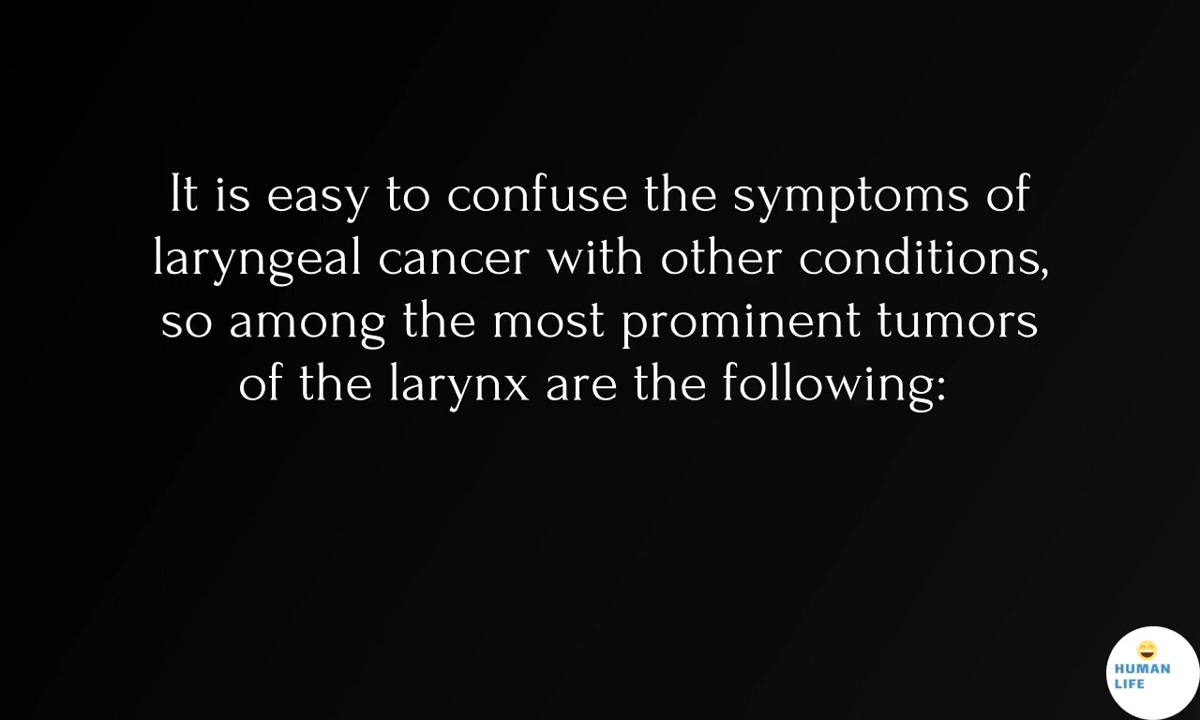 It is easy to confuse the symptoms of
laryngeal cancer with other conditions,
so among the most prominent tumors
of the larynx are the following:
HUMAN
LIFE